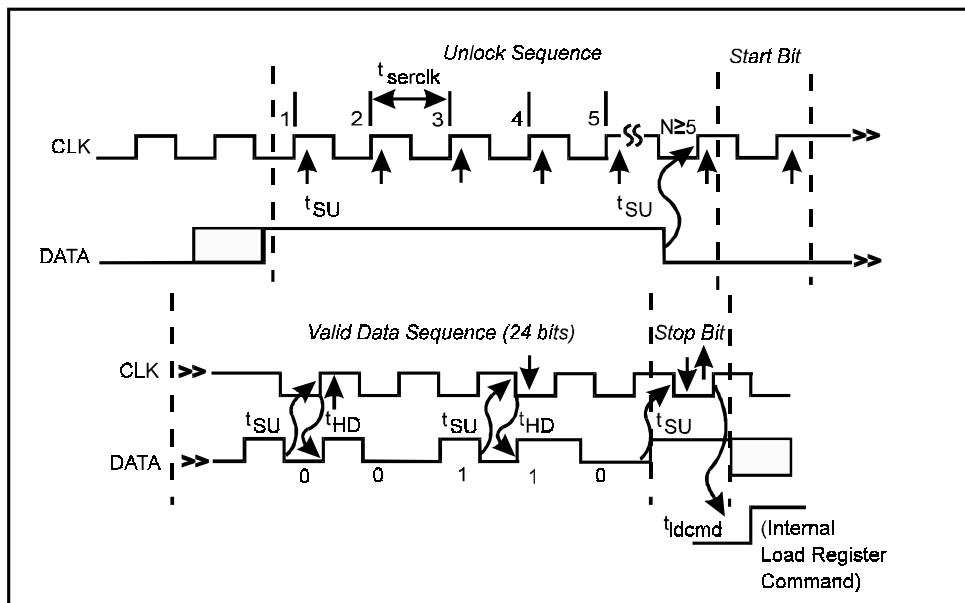 Unlock Sequence
Start Bit
tserclk
1 2 3 4 5 N≥5
CLK
tSU tSU
DATA
Valid Data Sequence (24 bits)
Stop Bit
CLK
tSU tHD tSU tHD tSU
DATA
0 0 1 1 0
tldcmd
(Internal
Load Register
Command)